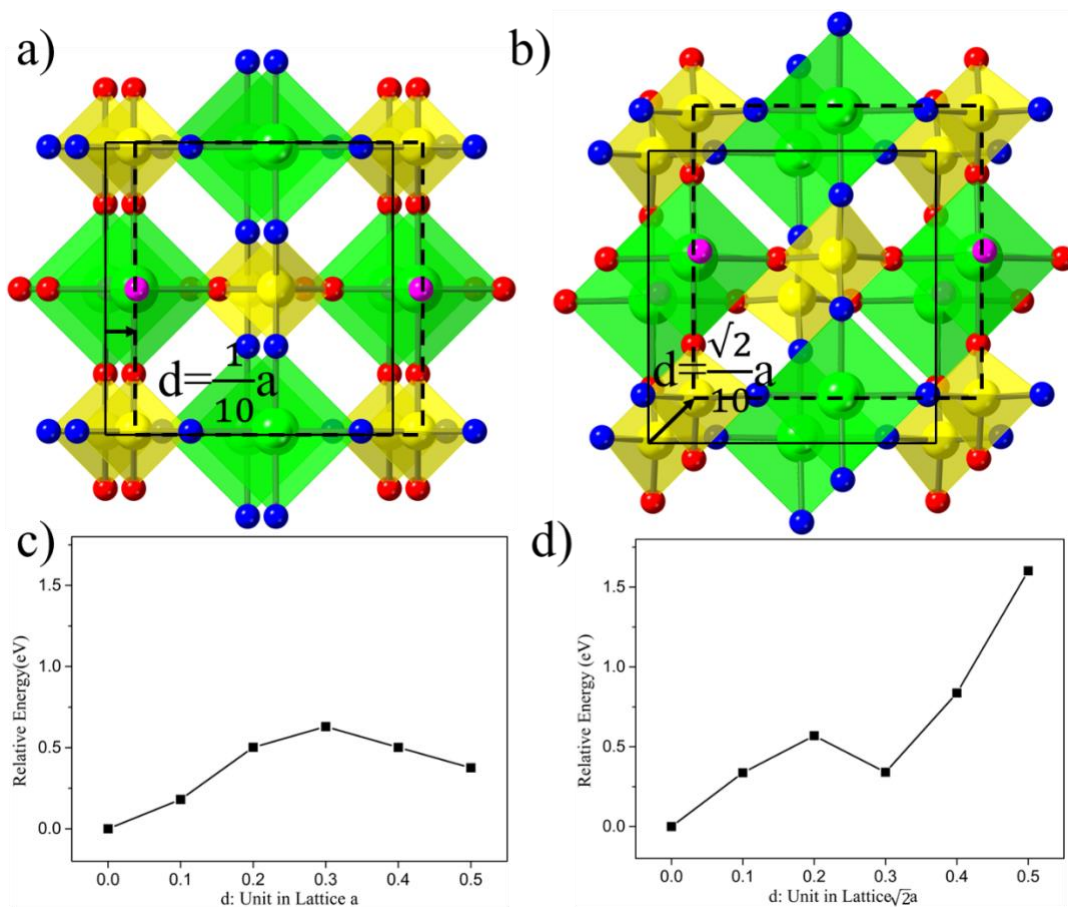 a)
b)
d=1/10 a
d=√2/10 a
c)
d)
Relative Energy(eV)
1.5
1.0
0.5
0.0
0.0 0.1 0.2 0.3 0.4 0.5
d: Unit in Lattice a
Relative Energy (eV)
1.5
1.0
0.5
0.0
0.0 0.1 0.2 0.3 0.4 0.5
d: Unit in Lattice√2a